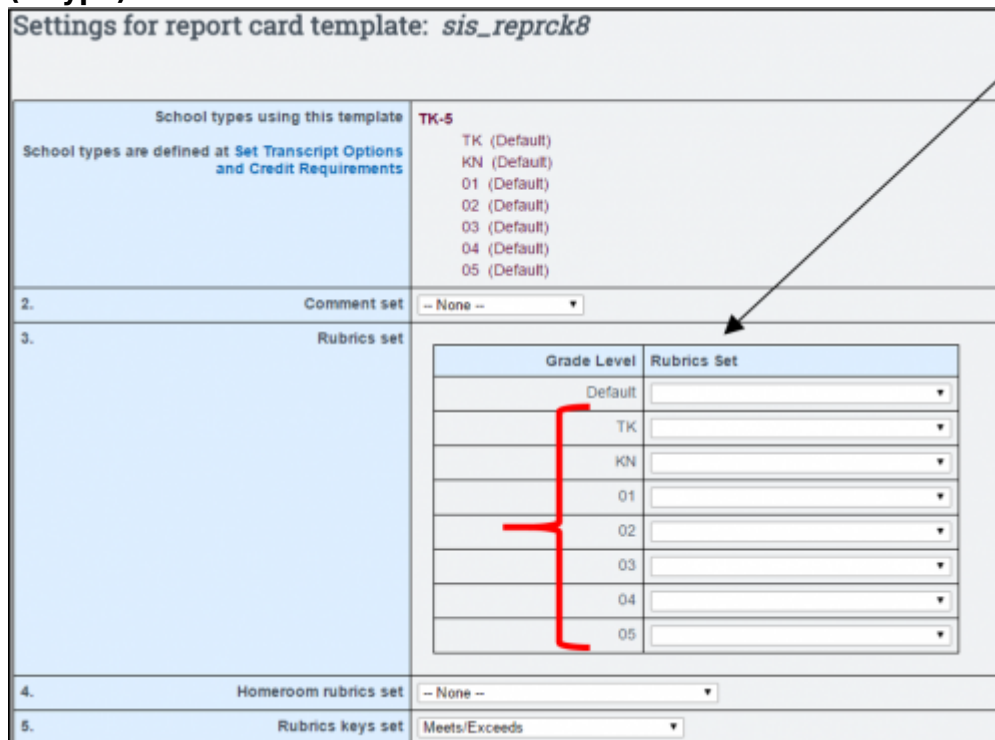 Settings for report card template: sis_reprck8
School types using this template
School types are defined at Set Transcript Options
and Credit Requirements
TK-5
TK (Default)
KN (Default)
01 (Default)
02 (Default)
03 (Default)
04 (Default)
05 (Default)
2. Comment set -- None --
3. Rubrics set
Grade Level Rubrics Set
Default
TK
KN
01
02
03
04
05
4. Homeroom rubrics set -- None --
5. Rubrics keys set Meets/Exceeds